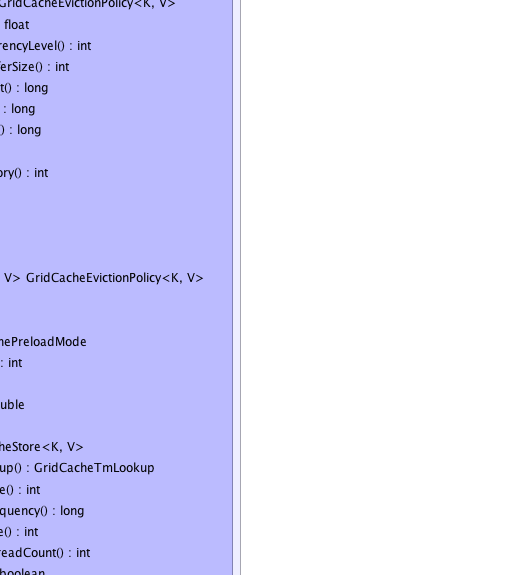 GridCacheEvictionPolicy<K, V>
float
rencyLevel() : int
erSize() : int
t() : long
: long
) : long
ory() : int
V> GridCacheEvictionPolicy<K, V>
hePreloadMode
: int
uble
heStore<K, V>
up() : GridCacheTmLookup
e() : int
quency() : long
e() : int
readCount() : int
boolean